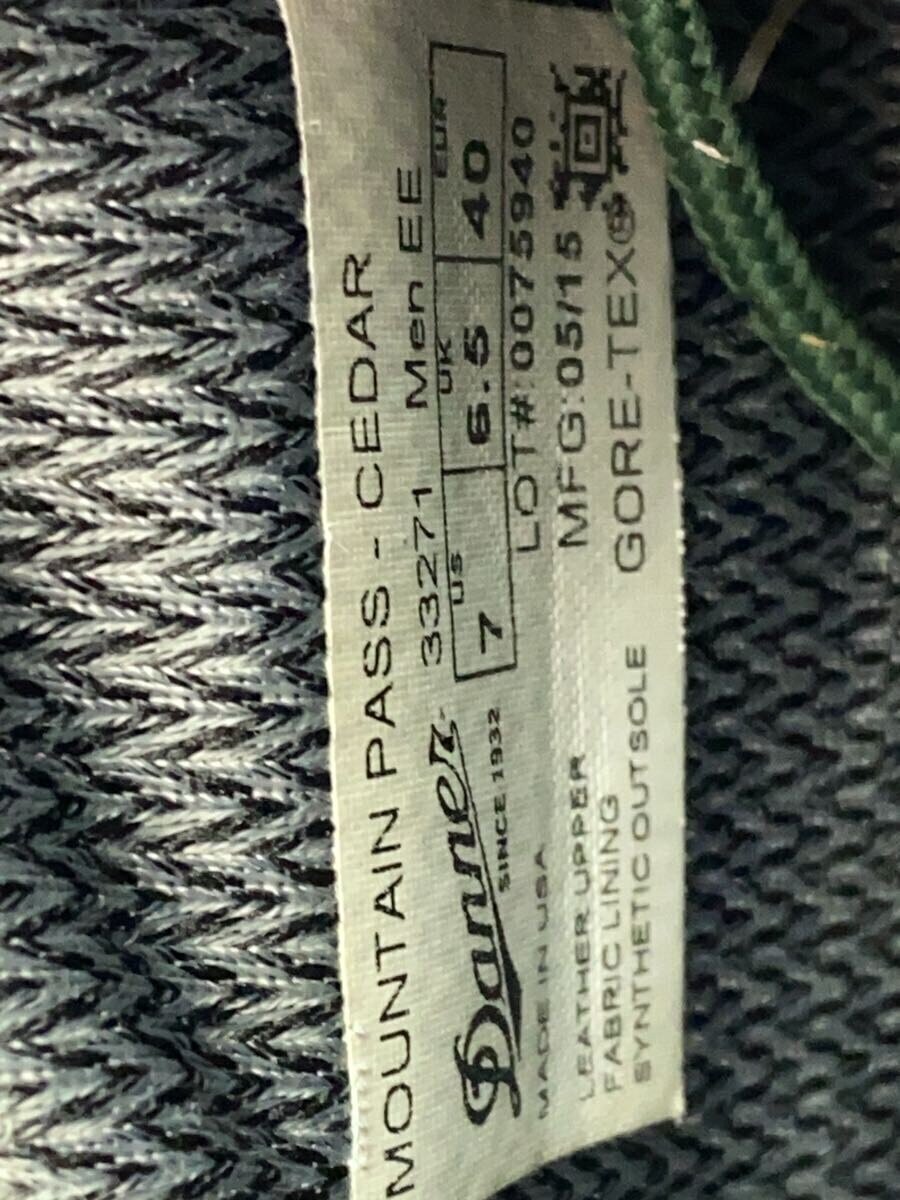 MOUNTAIN PASS - CEDAR
33271 Men EE
Danner
SINCE 1932
US UK EUR
7 6.5 40
MADE IN USA
LOT#:0075940
MFG:05/15
LEATHER UPPER
FABRIC LINING
SYNTHETIC OUTSOLE
GORE-TEX®